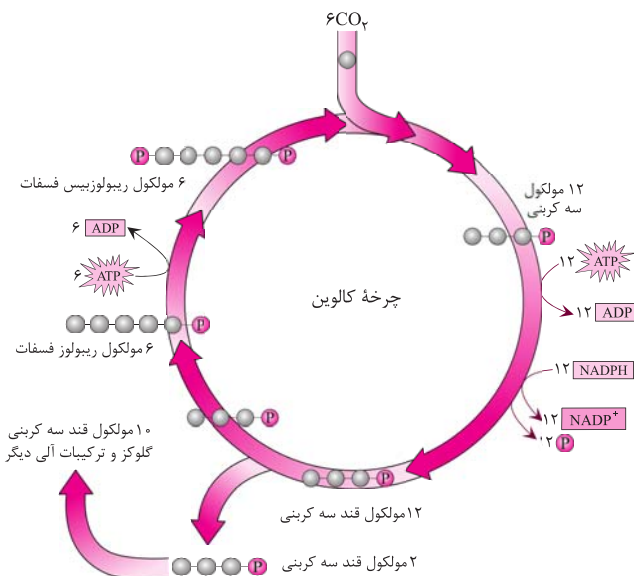 ۶CO۲
P P
۶ مولکول ریبولوزبیس فسفات
۱۲ مولکول
سه کربنی
P
۶ ADP
۶ ATP
۱۲ ATP
۱۲ ADP
چرخهٔ کالوین
P
۶ مولکول ریبولوز فسفات
۱۲ NADPH
۱۲ NADP+
۱۲ P
P
۱۰مولکول قند سه کربنی
گلوکز و ترکیبات آلی دیگر
P
۱۲مولکول قند سه کربنی
P
۲مولکول قند سه کربنی